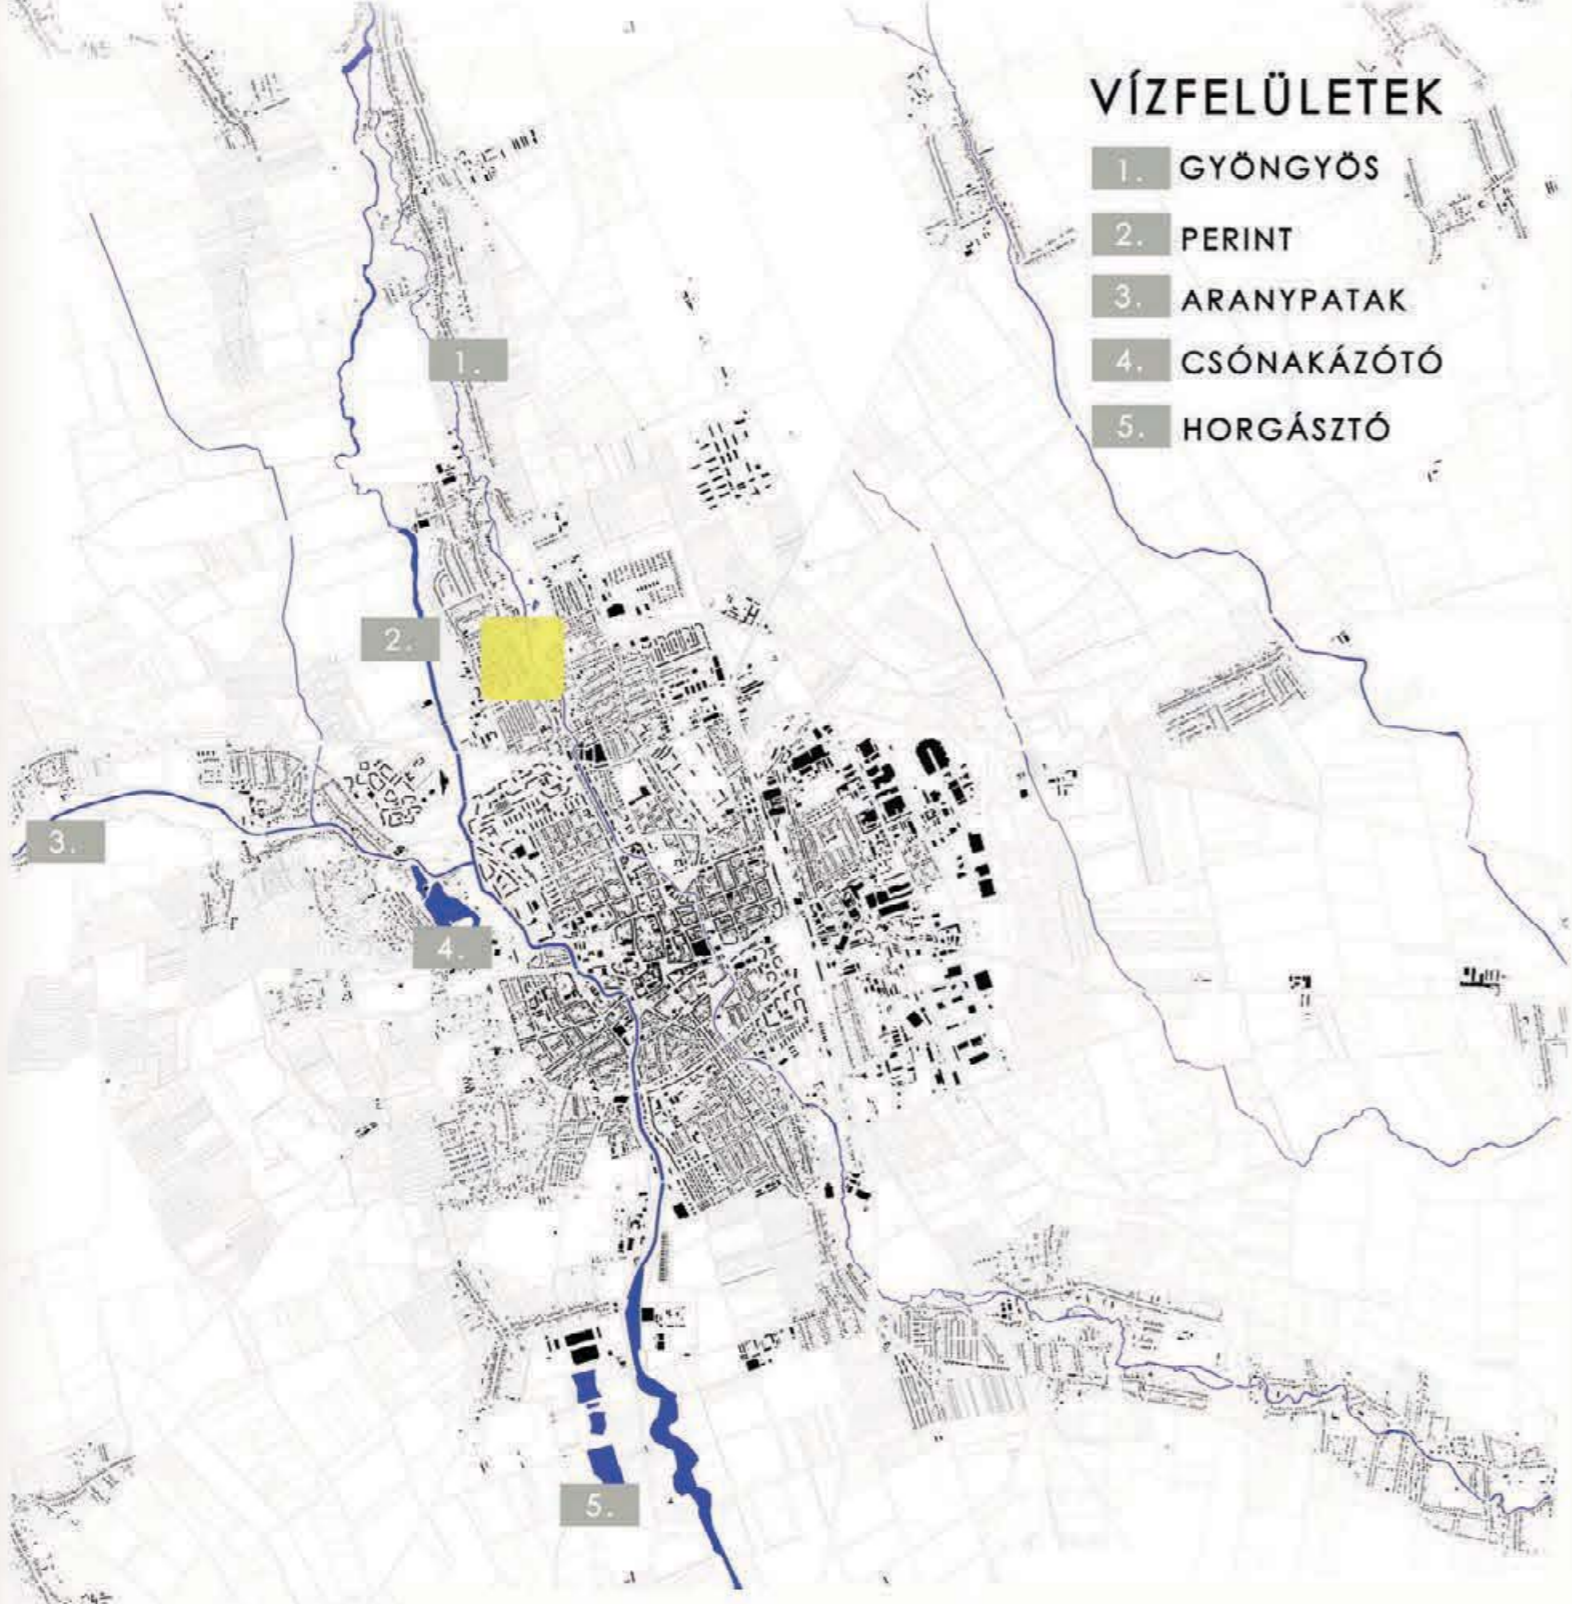 VÍZFELÜLETEK
1. GYÖNGYÖS
2. PERINT
3. ARANYPATAK
4. CSÓNAKÁZÓTÓ
5. HORGÁSZTÓ
1.
2.
3.
4.
5.